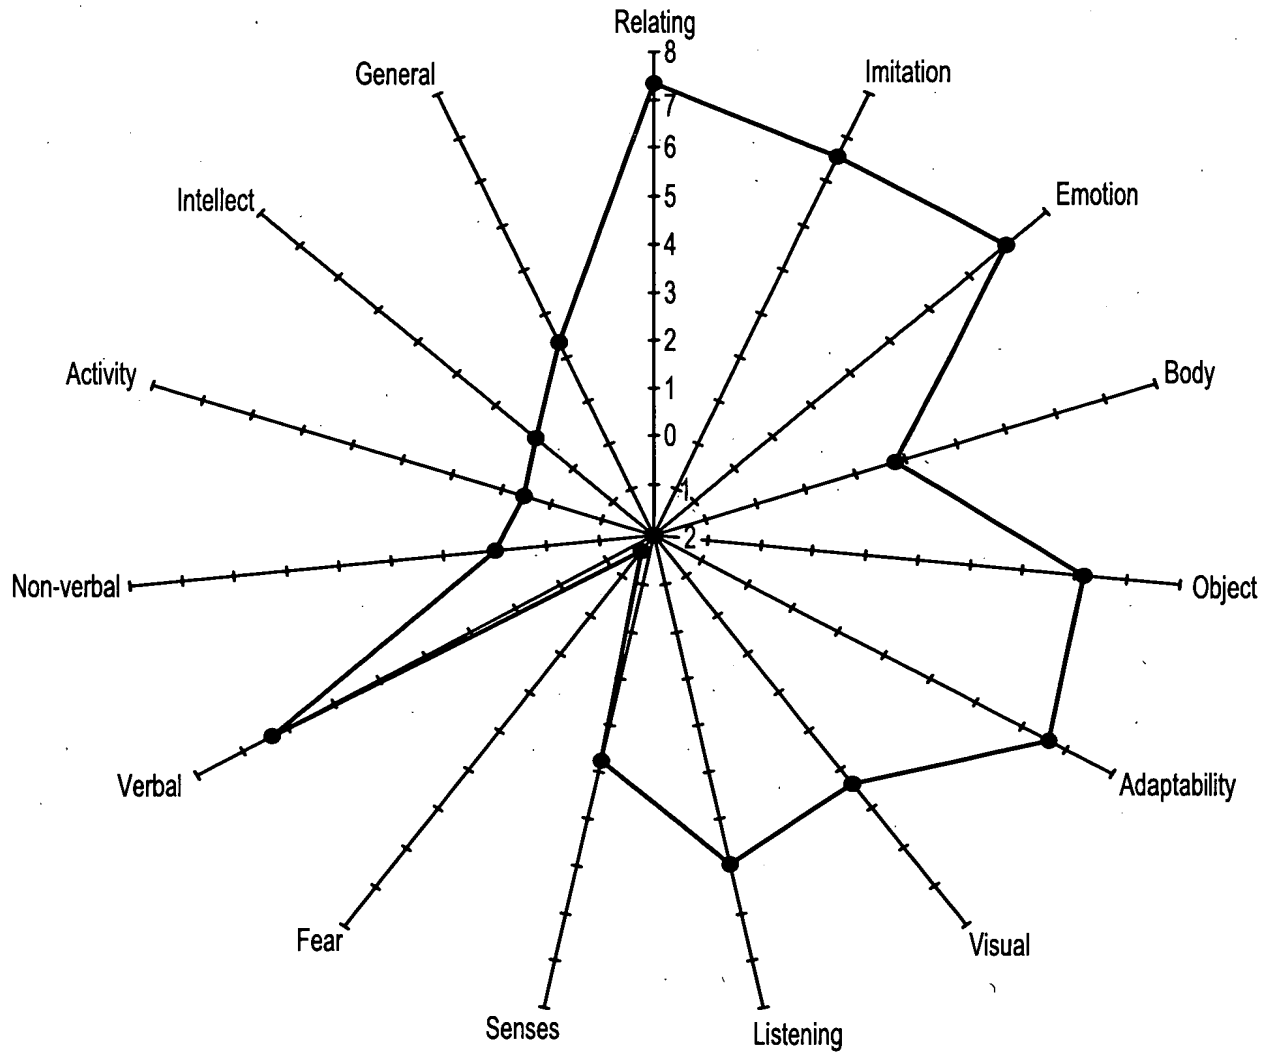 Relating
8
General
Imitation
7
6
Intellect
5
Emotion
4
3
Activity
2
Body
1
0
1
2
Non-verbal
Object
Verbal
Adaptability
Fear
Visual
Senses
Listening